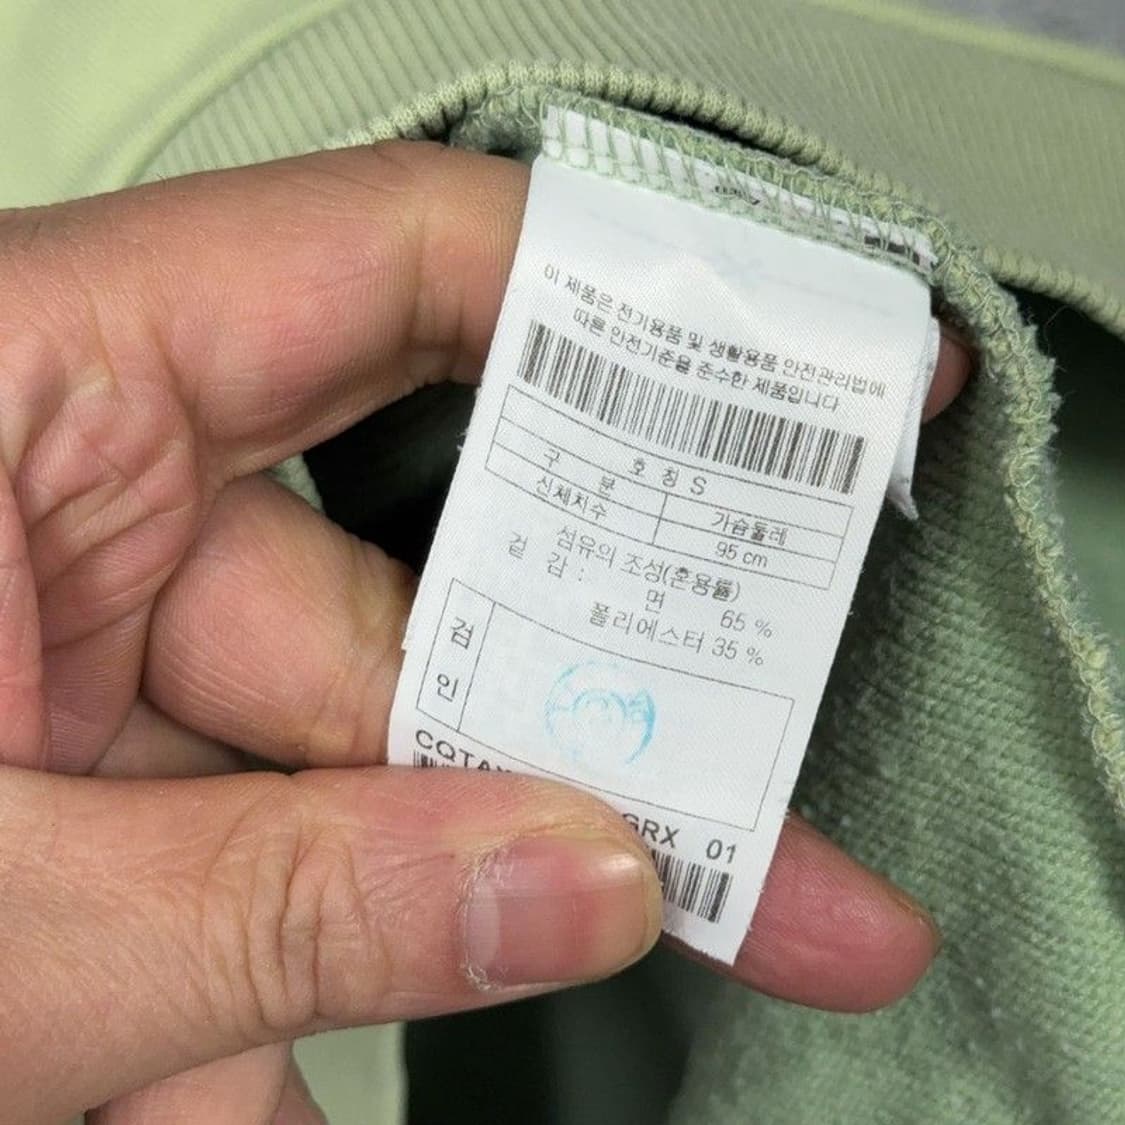 이 제품은 전기용품 및 생활용품 안전관리법에
따른 안전기준을 준수한 제품입니다
호 칭 S
구 분 가슴둘레
신체치수 95 cm
섬유의 조성(혼용률)
겉 감 :
면 65 %
폴리에스터 35 %
검
인
GRX 01